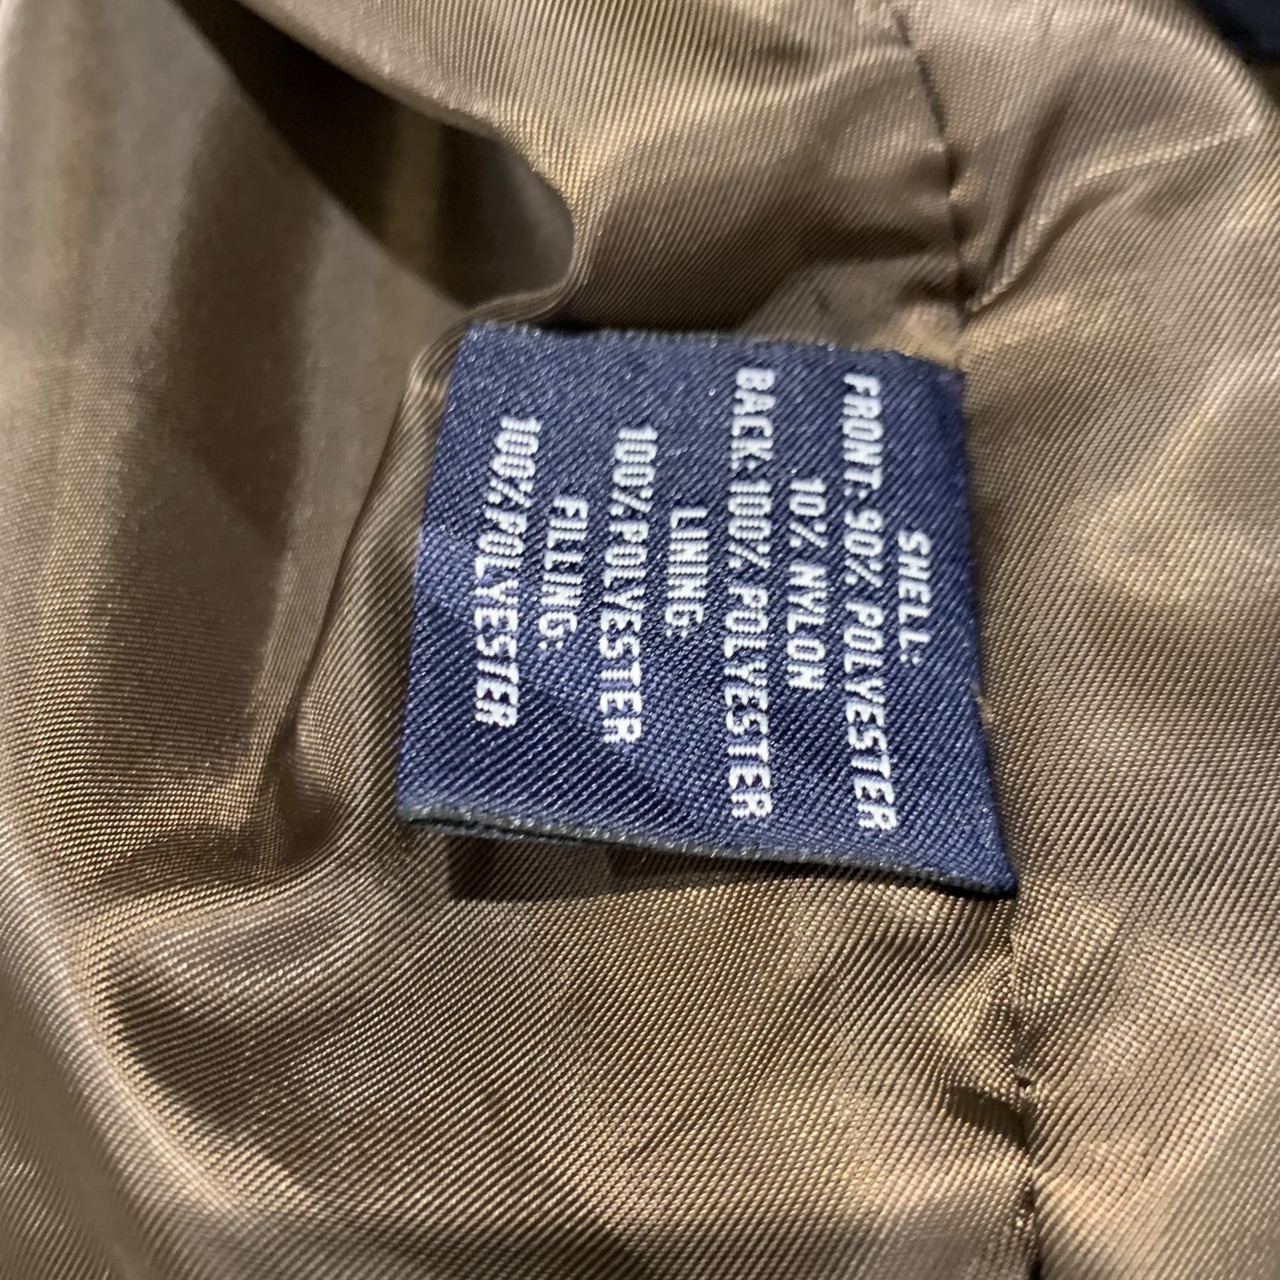 SHELL:
FRONT: 90% POLYESTER
10% NYLON
BACK: 100% POLYESTER
LINING:
100% POLYESTER
FILLING:
100% POLYESTER